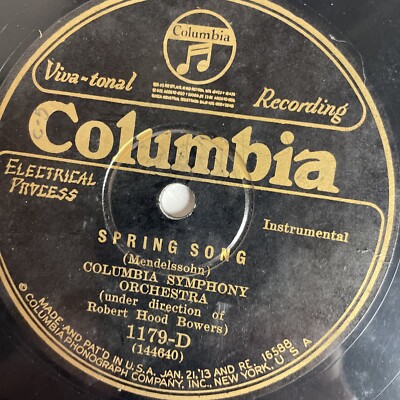 Columbia
Viva-tonal Recording
Columbia
ELECTRICAL
PROCESS
Instrumental
SPRING SONG
(Mendelssohn)
COLUMBIA SYMPHONY
ORCHESTRA
(under direction of
Robert Hood Bowers)
1179-D
(144640)
MADE AND PAT'D IN U.S.A. JAN. 21,'13 AND RE. 16588
© COLUMBIA PHONOGRAPH COMPANY, INC., NEW YORK, U S A